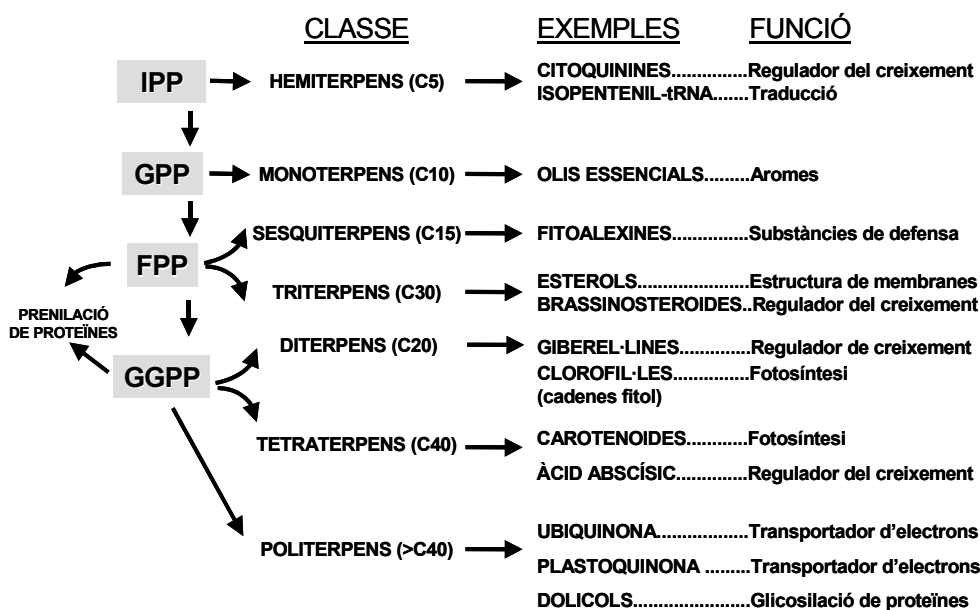 CLASSE EXEMPLES FUNCIÓ
IPP HEMITERPENS (C5) CITOQUININES...............Regulador del creixement
ISOPENTENIL-tRNA.......Traducció
GPP MONOTERPENS (C10) OLIS ESSENCIALS.........Aromes
SESQUITERPENS (C15) FITOALEXINES...............Substàncies de defensa
FPP
ESTEROLS.......................Estructura de membranes
TRITERPENS (C30)
BRASSINOSTEROIDES..Regulador del creixement
PRENILACIÓ
DE PROTEÏNES
DITERPENS (C20) GIBEREL·LINES...............Regulador de creixement
GGPP CLOROFIL·LES................Fotosíntesi
(cadenes fitol)
TETRATERPENS (C40) CAROTENOIDES............Fotosíntesi
ÀCID ABSCÍSIC...............Regulador del creixement
UBIQUINONA..................Transportador d’electrons
POLITERPENS (>C40)
PLASTOQUINONA .........Transportador d’electrons
DOLICOLS.......................Glicosilació de proteïnes